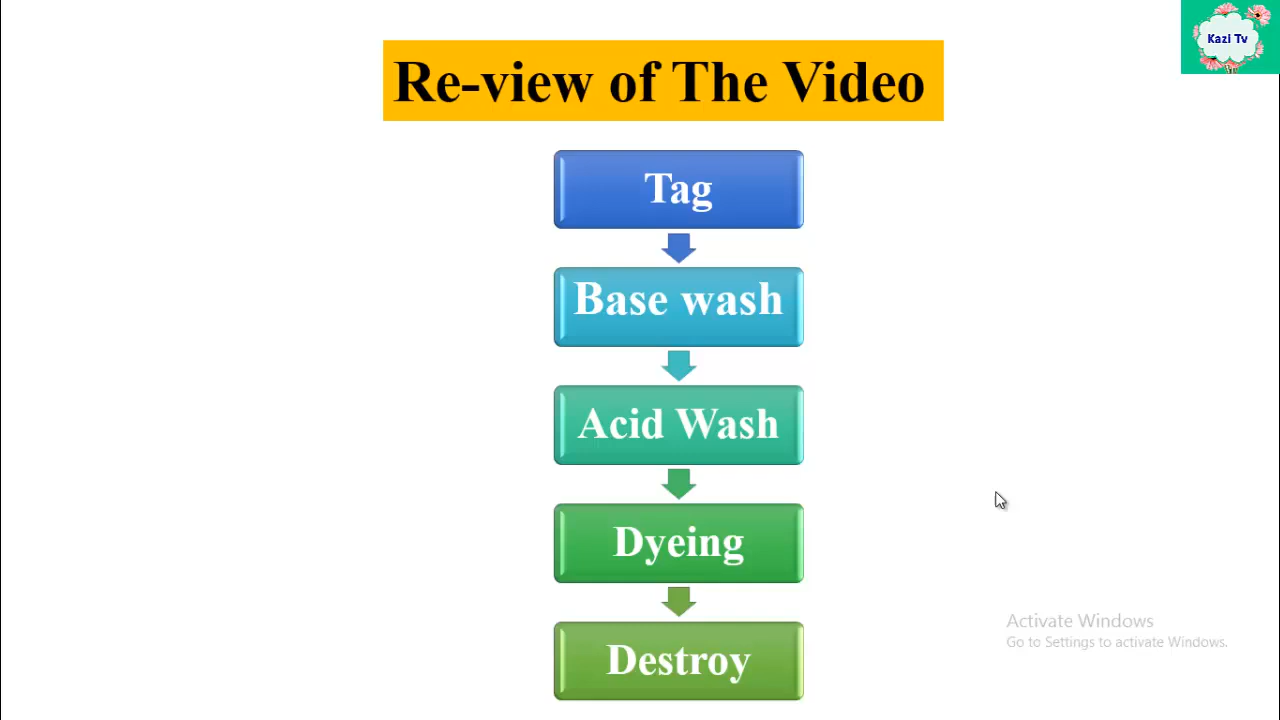 Kazi Tv
Re-view of The Video
Tag
Base wash
Acid Wash
Dyeing
Destroy
Activate Windows
Go to Settings to activate Windows.